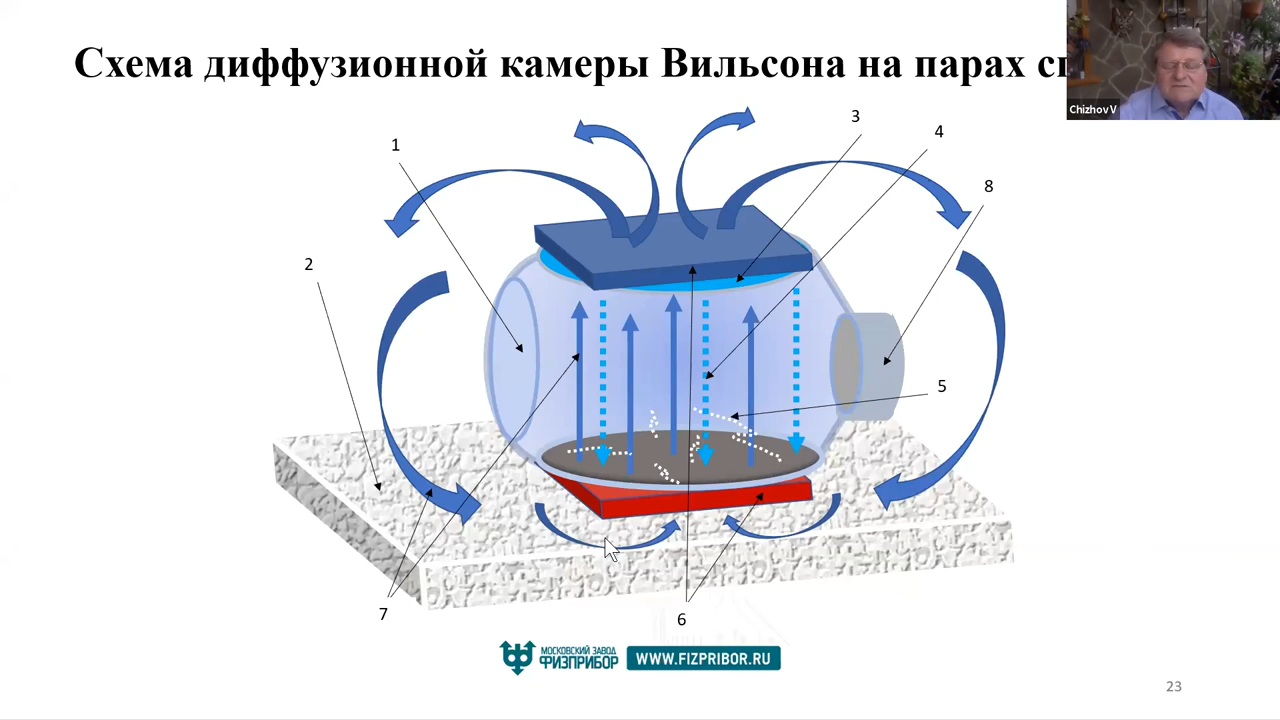 Схема диффузионной камеры Вильсона на парах
Chizhov V
1
2
3
4
8
5
7
6
МОСКОВСКИЙ ЗАВОД
ФИЗПРИБОР
WWW.FIZPRIBOR.RU
23